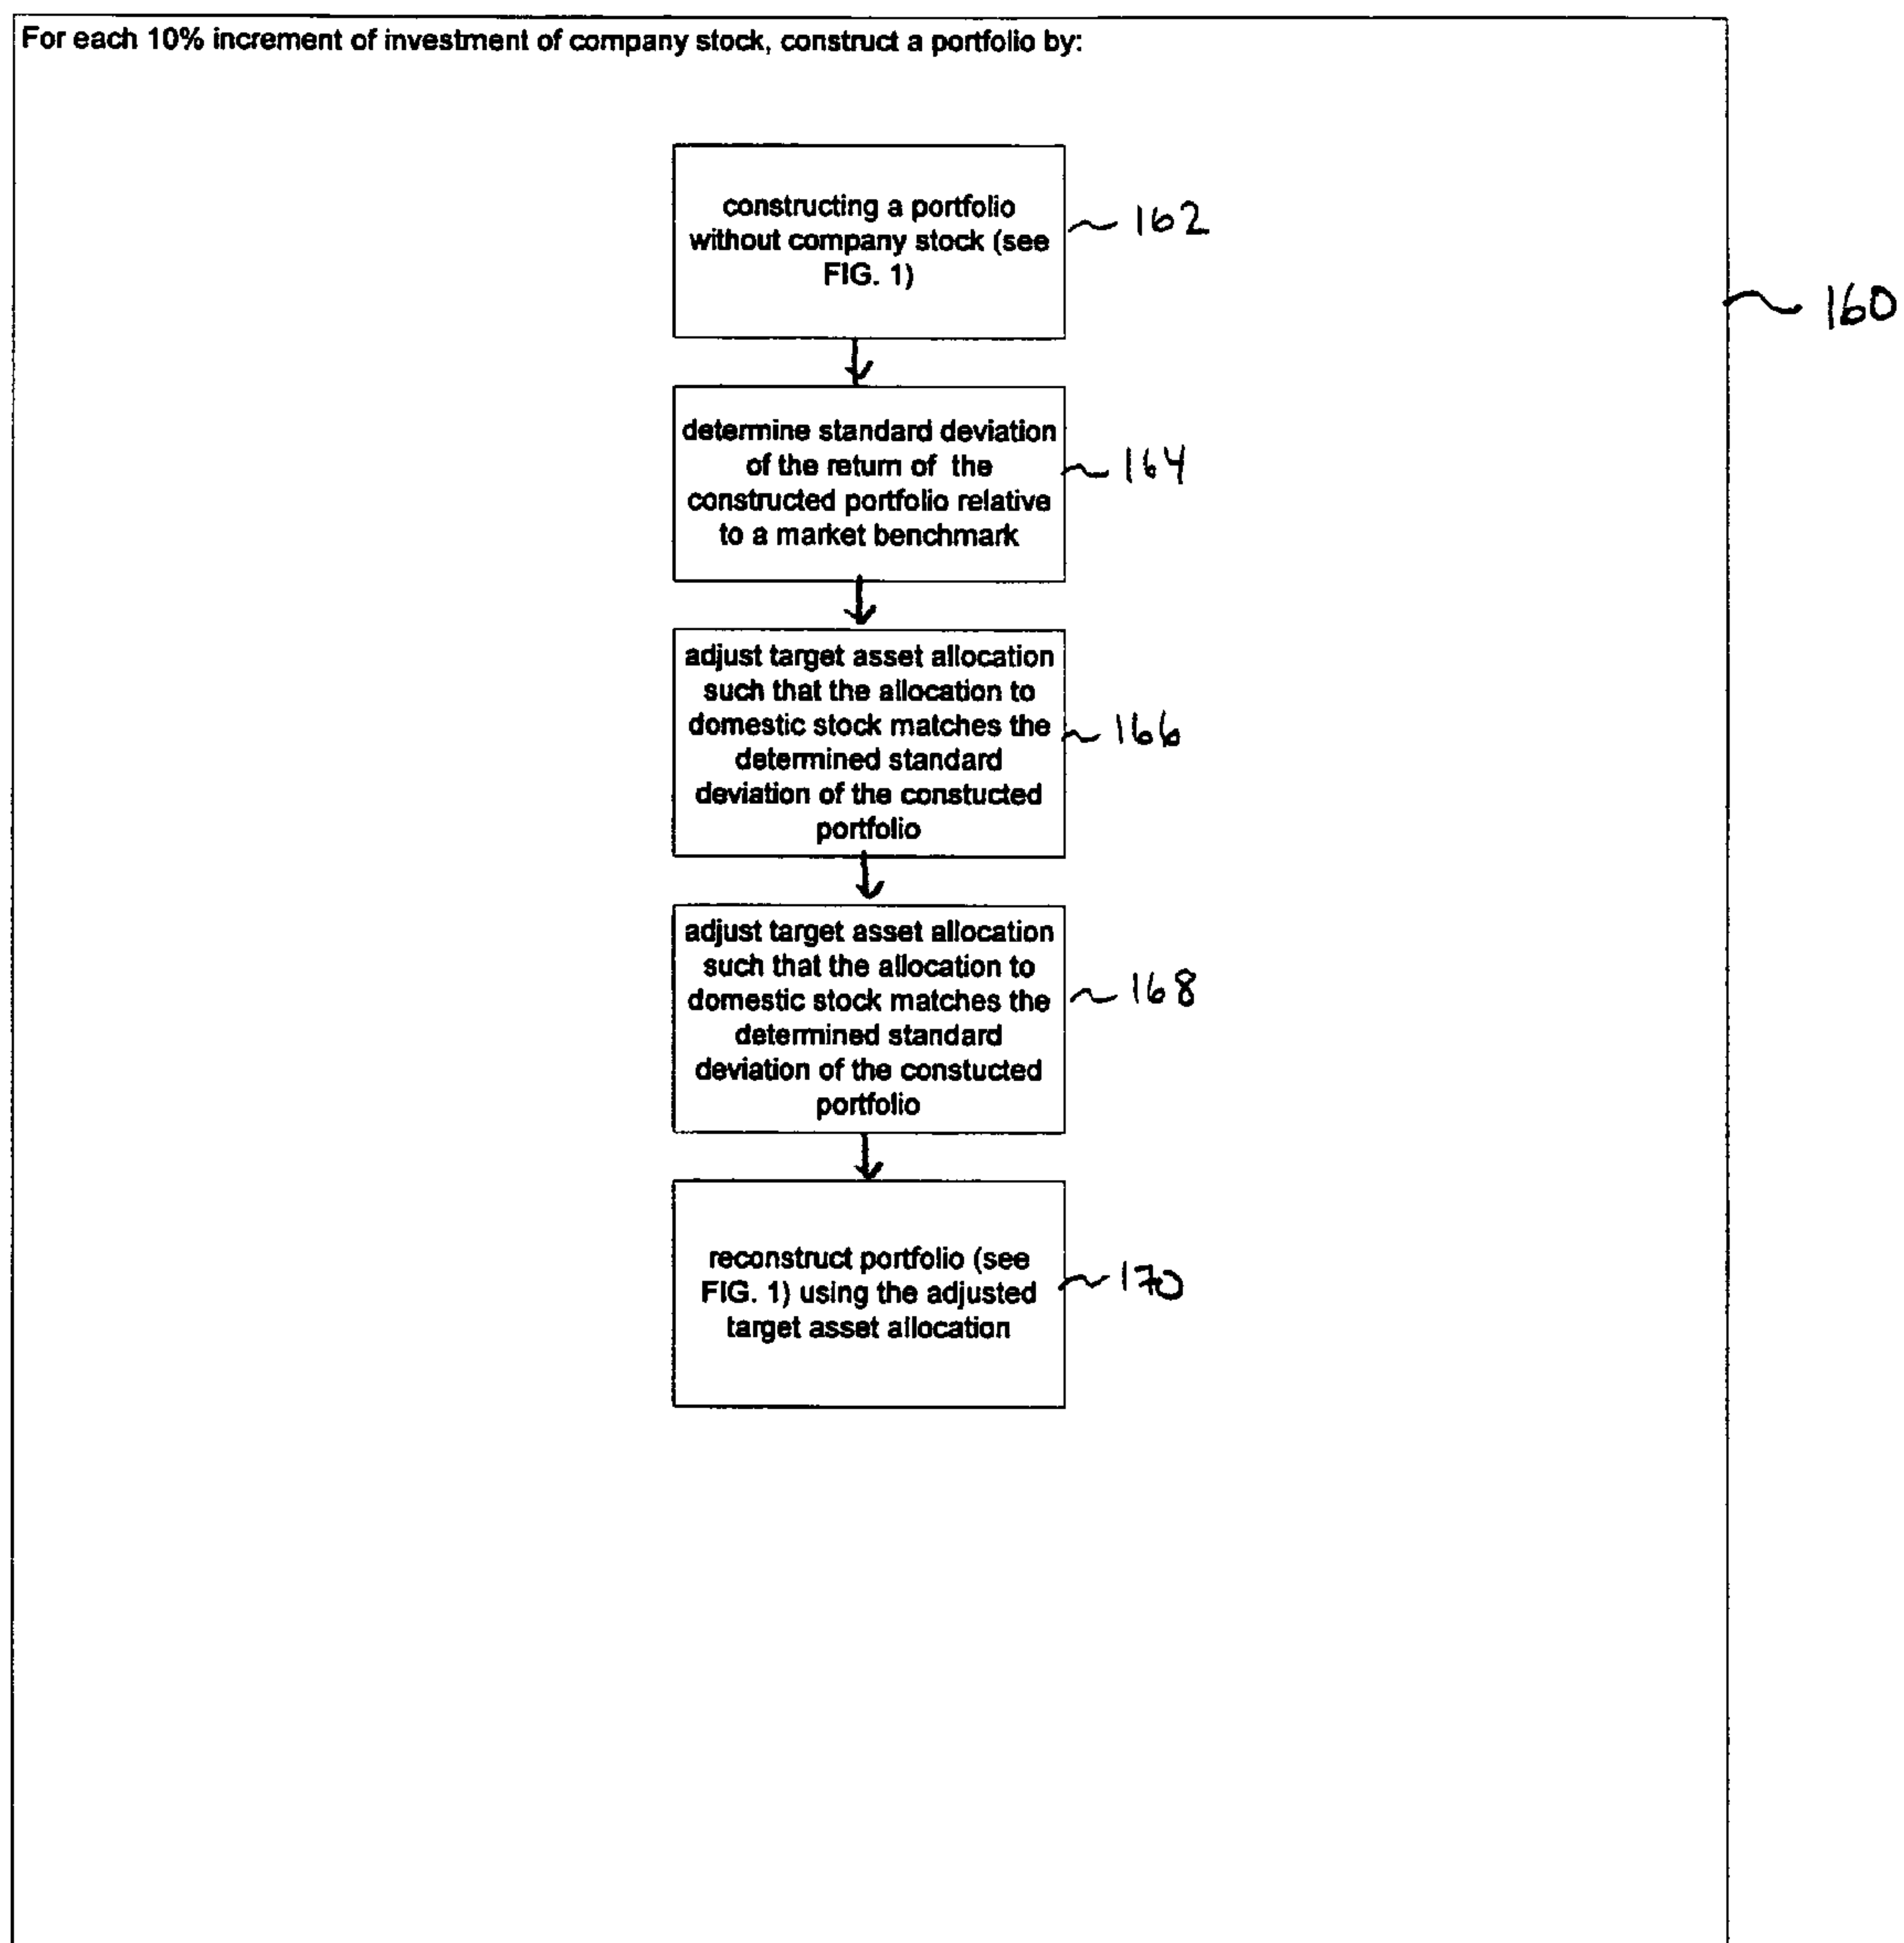 For each 10% increment of investment of company stock, construct a portfolio by:
constructing a portfolio
without company stock (see
FIG. 1)
162
160
determine standard deviation
of the return of the
constructed portfolio relative
to a market benchmark
164
adjust target asset allocation
such that the allocation to
domestic stock matches the
determined standard
deviation of the constucted
portfolio
166
adjust target asset allocation
such that the allocation to
domestic stock matches the
determined standard
deviation of the constucted
portfolio
168
reconstruct portfolio (see
FIG. 1) using the adjusted
target asset allocation
170